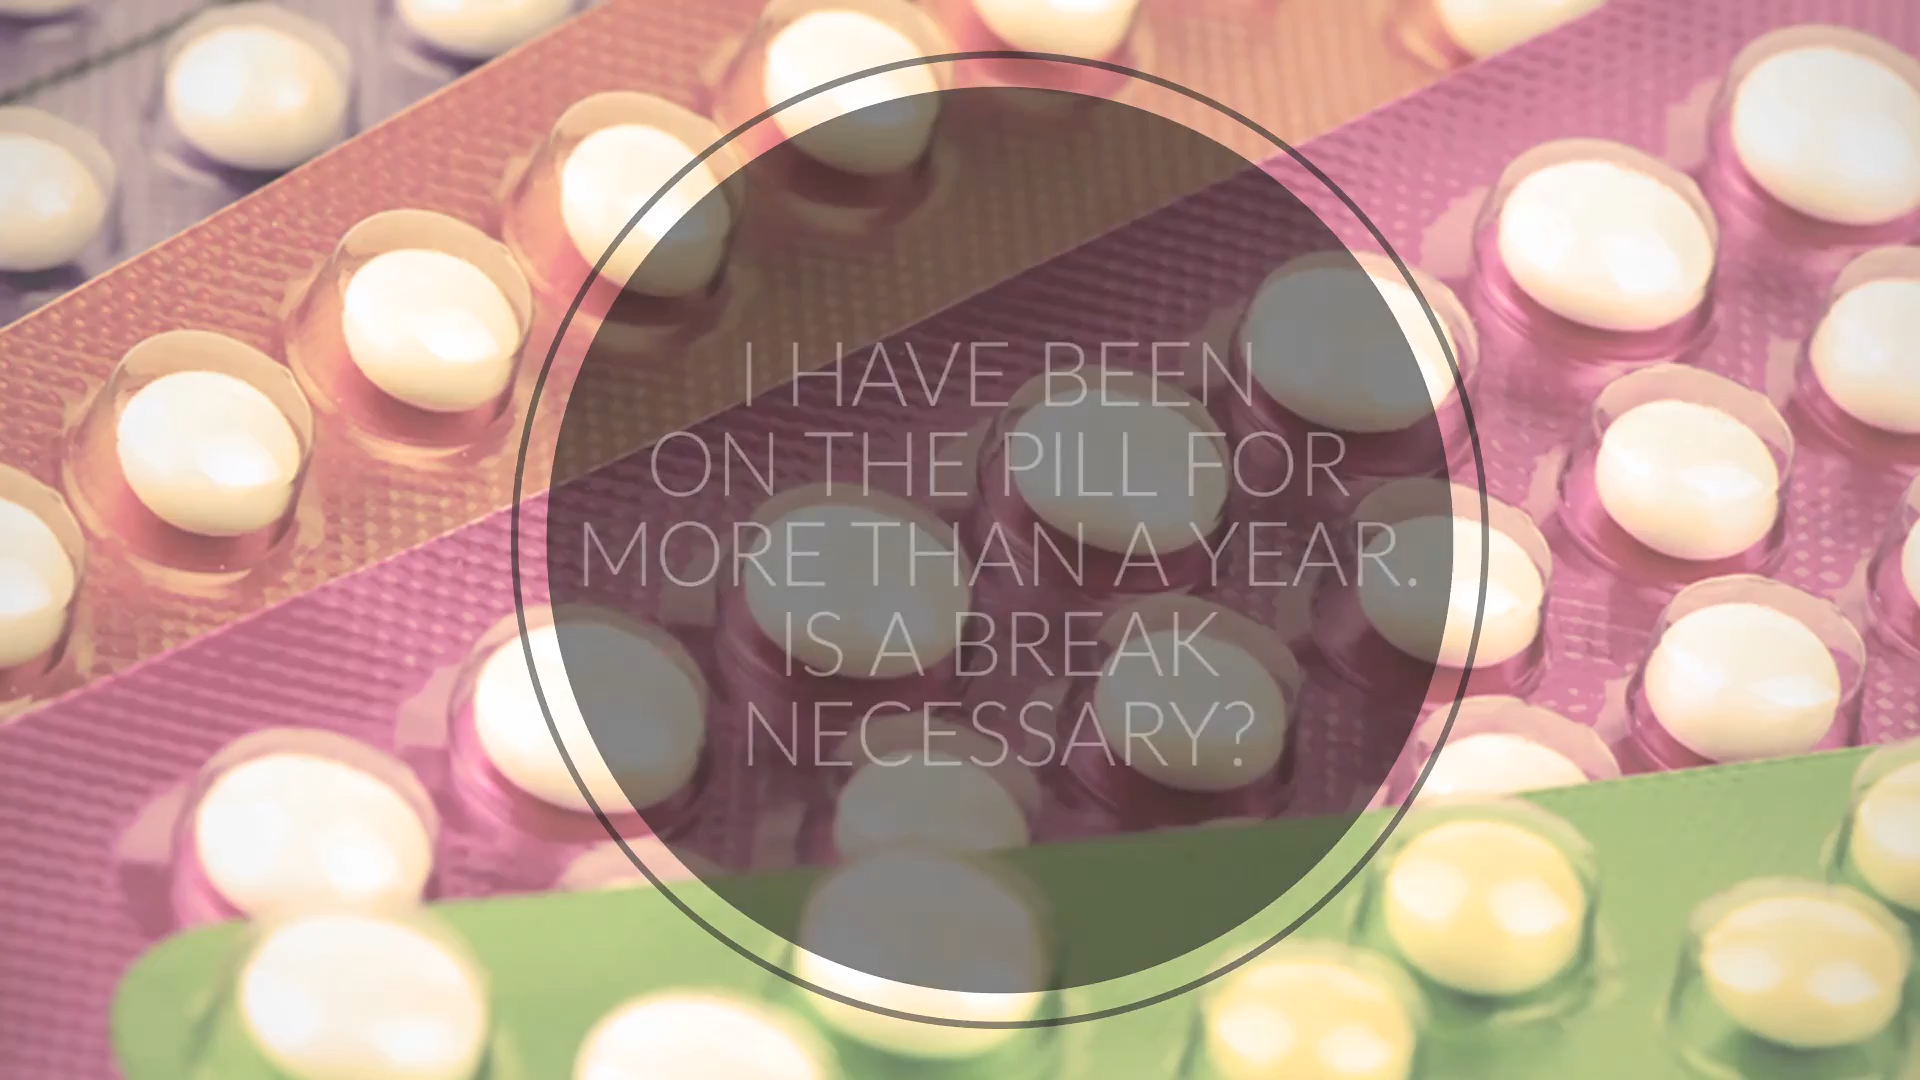 I HAVE BEEN
ON THE PILL FOR
MORE THAN A YEAR.
IS A BREAK
NECESSARY?